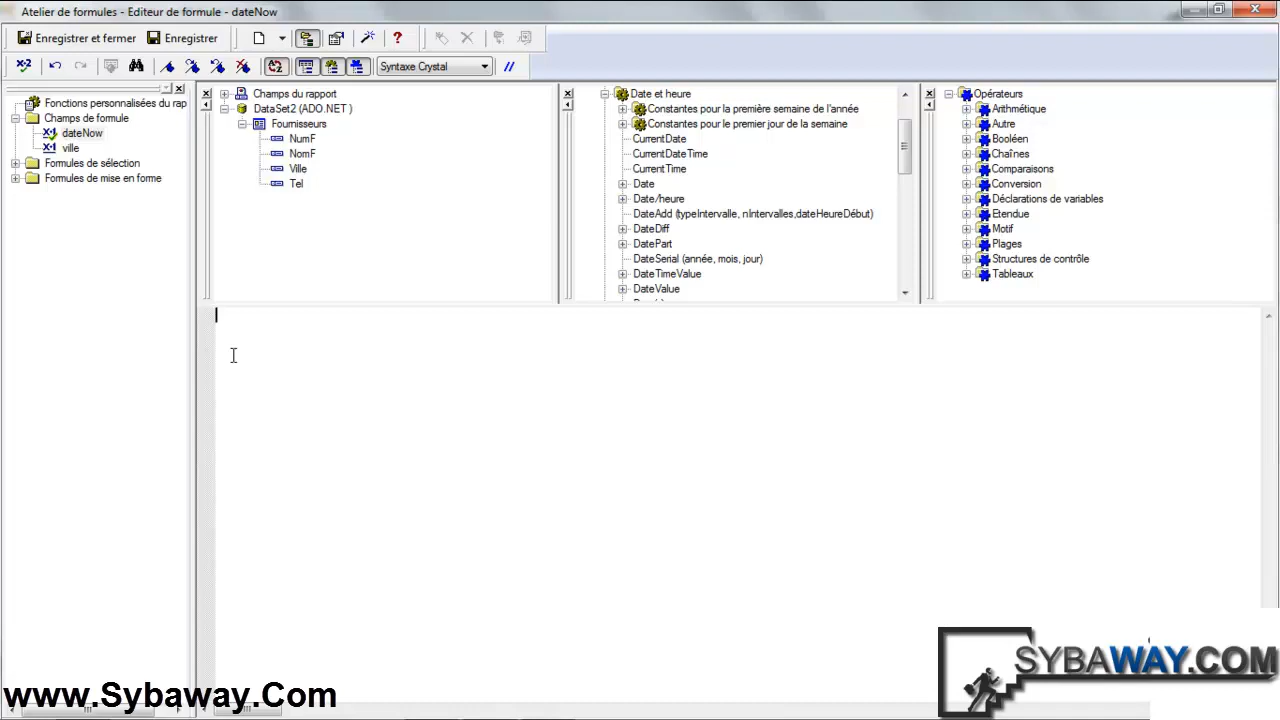 Atelier de formules - Editeur de formule - dateNow
Enregistrer et fermer
Enregistrer
Syntaxe Crystal
Fonctions personnalisées du rap
Champs de formule
dateNow
ville
Formules de sélection
Formules de mise en forme
Champs du rapport
DataSet2 (ADO.NET )
Fournisseurs
NumF
NomF
Ville
Tel
Date et heure
Constantes pour la première semaine de l'année
Constantes pour le premier jour de la semaine
CurrentDate
CurrentDateTime
CurrentTime
Date
Date/heure
DateAdd (typeIntervalle, nIntervalles,dateHeureDébut)
DateDiff
DatePart
DateSerial (année, mois, jour)
DateTimeValue
DateValue
Opérateurs
Arithmétique
Autre
Booléen
Chaînes
Comparaisons
Conversion
Déclarations de variables
Etendue
Motif
Plages
Structures de contrôle
Tableaux
www.Sybaway.Com
SYBAWAY.COM